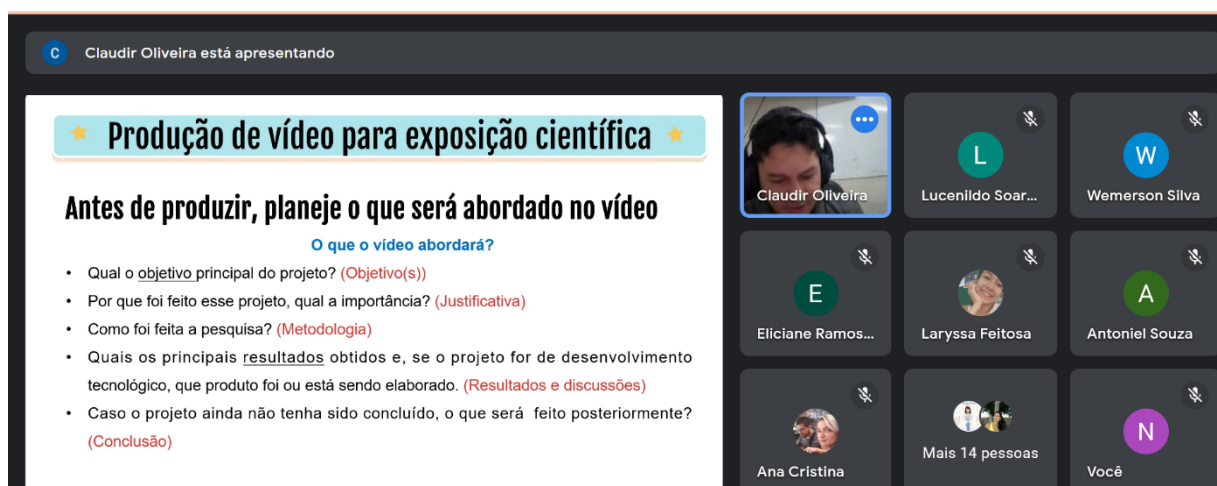 C Claudir Oliveira está apresentando
Produção de vídeo para exposição científica
Antes de produzir, planeje o que será abordado no vídeo
O que o vídeo abordará?
• Qual o objetivo principal do projeto? (Objetivo(s))
• Por que foi feito esse projeto, qual a importância? (Justificativa)
• Como foi feita a pesquisa? (Metodologia)
• Quais os principais resultados obtidos e, se o projeto for de desenvolvimento
tecnológico, que produto foi ou está sendo elaborado. (Resultados e discussões)
• Caso o projeto ainda não tenha sido concluído, o que será feito posteriormente?
(Conclusão)
Claudir Oliveira
L
Lucenildo Soar...
W
Wemerson Silva
E
Eliciane Ramos...
Laryssa Feitosa
A
Antoniel Souza
Ana Cristina
Mais 14 pessoas
N
Você